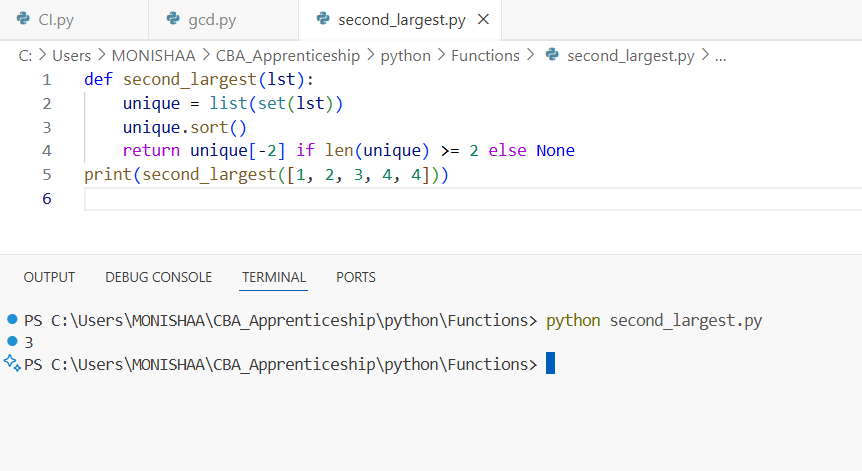 CI.py gcd.py second_largest.py
C: > Users > MONISHAA > CBA_Apprenticeship > python > Functions > second_largest.py > ...
1 def second_largest(lst):
2     unique = list(set(lst))
3     unique.sort()
4     return unique[-2] if len(unique) >= 2 else None
5 print(second_largest([1, 2, 3, 4, 4]))
6
OUTPUT DEBUG CONSOLE TERMINAL PORTS
PS C:\Users\MONISHAA\CBA_Apprenticeship\python\Functions> python second_largest.py
3
PS C:\Users\MONISHAA\CBA_Apprenticeship\python\Functions>